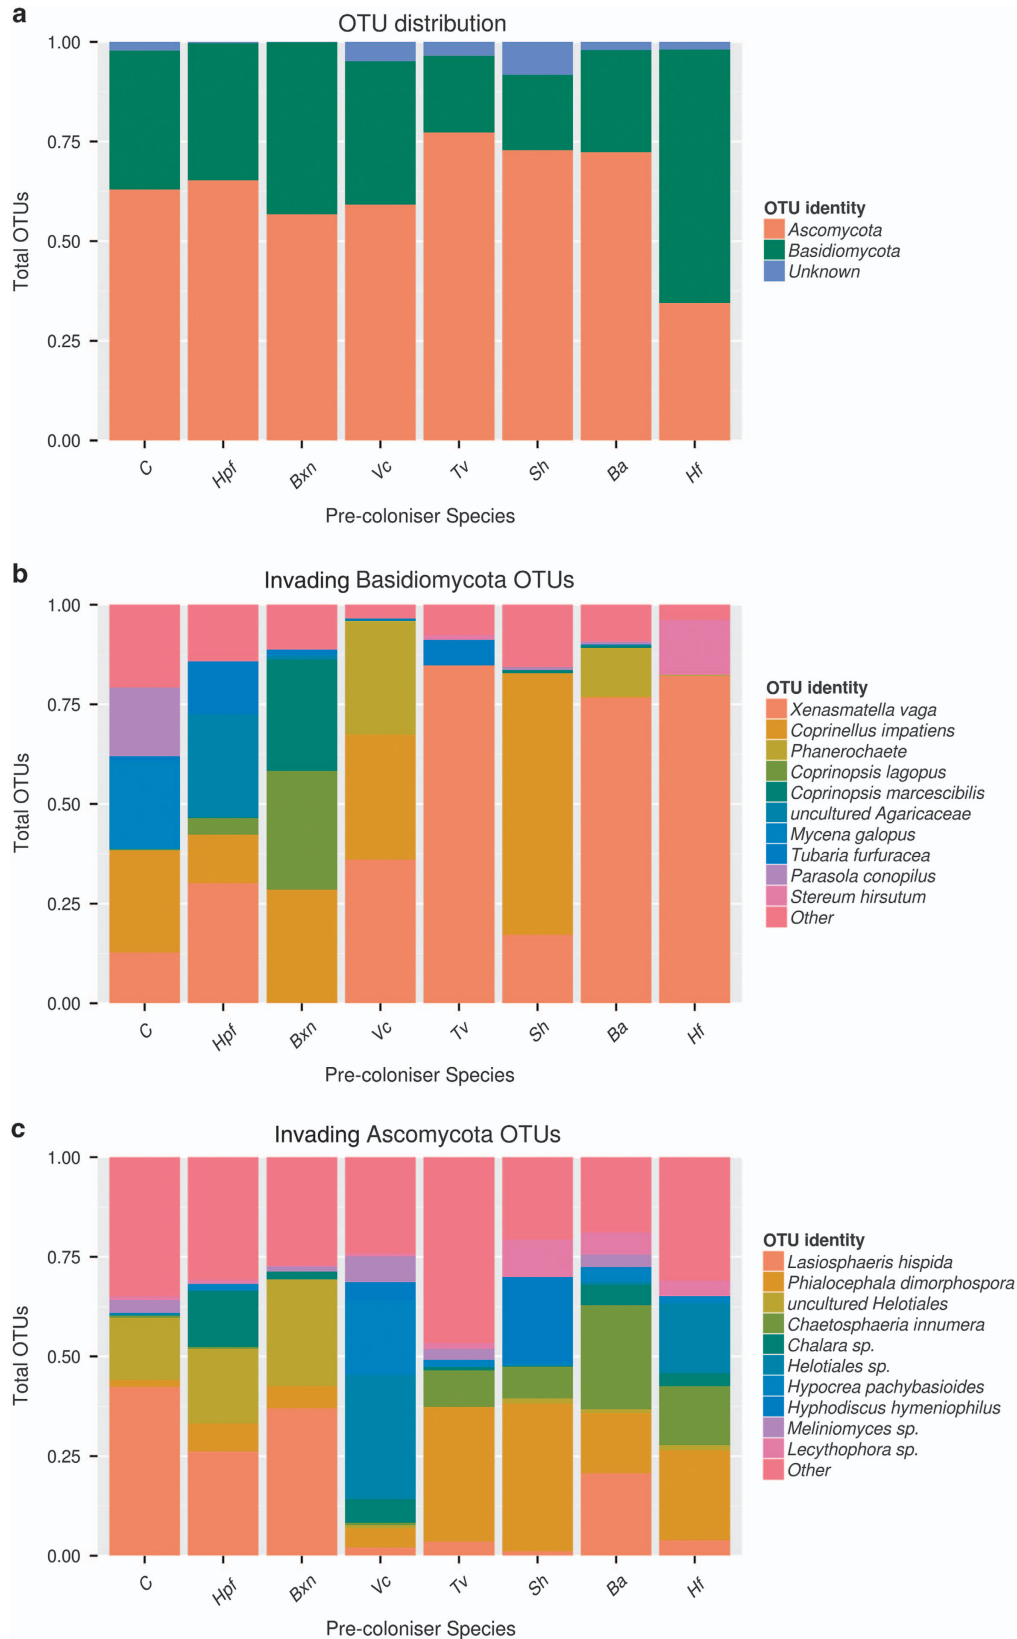 a
OTU distribution
1.00
0.75
0.50
0.25
0.00
Total OTUs
C Hpf Bxn Vc Tv Sh Ba Hf
Pre-coloniser Species
OTU identity
Ascomycota
Basidiomycota
Unknown
b
Invading Basidiomycota OTUs
1.00
0.75
0.50
0.25
0.00
Total OTUs
C Hpf Bxn Vc Tv Sh Ba Hf
Pre-coloniser Species
OTU identity
Xenasmatella vaga
Coprinellus impatiens
Phanerochaete
Coprinopsis lagopus
Coprinopsis marcescibilis
uncultured Agaricaceae
Mycena galopus
Tubaria furfuracea
Parasola conopilus
Stereum hirsutum
Other
c
Invading Ascomycota OTUs
1.00
0.75
0.50
0.25
0.00
Total OTUs
C Hpf Bxn Vc Tv Sh Ba Hf
Pre-coloniser Species
OTU identity
Lasiosphaeris hispida
Phialocephala dimorphospora
uncultured Helotiales
Chaetosphaeria innumera
Chalara sp.
Helotiales sp.
Hypocrea pachybasioides
Hyphodiscus hymeniophilus
Meliniomyces sp.
Lecythophora sp.
Other